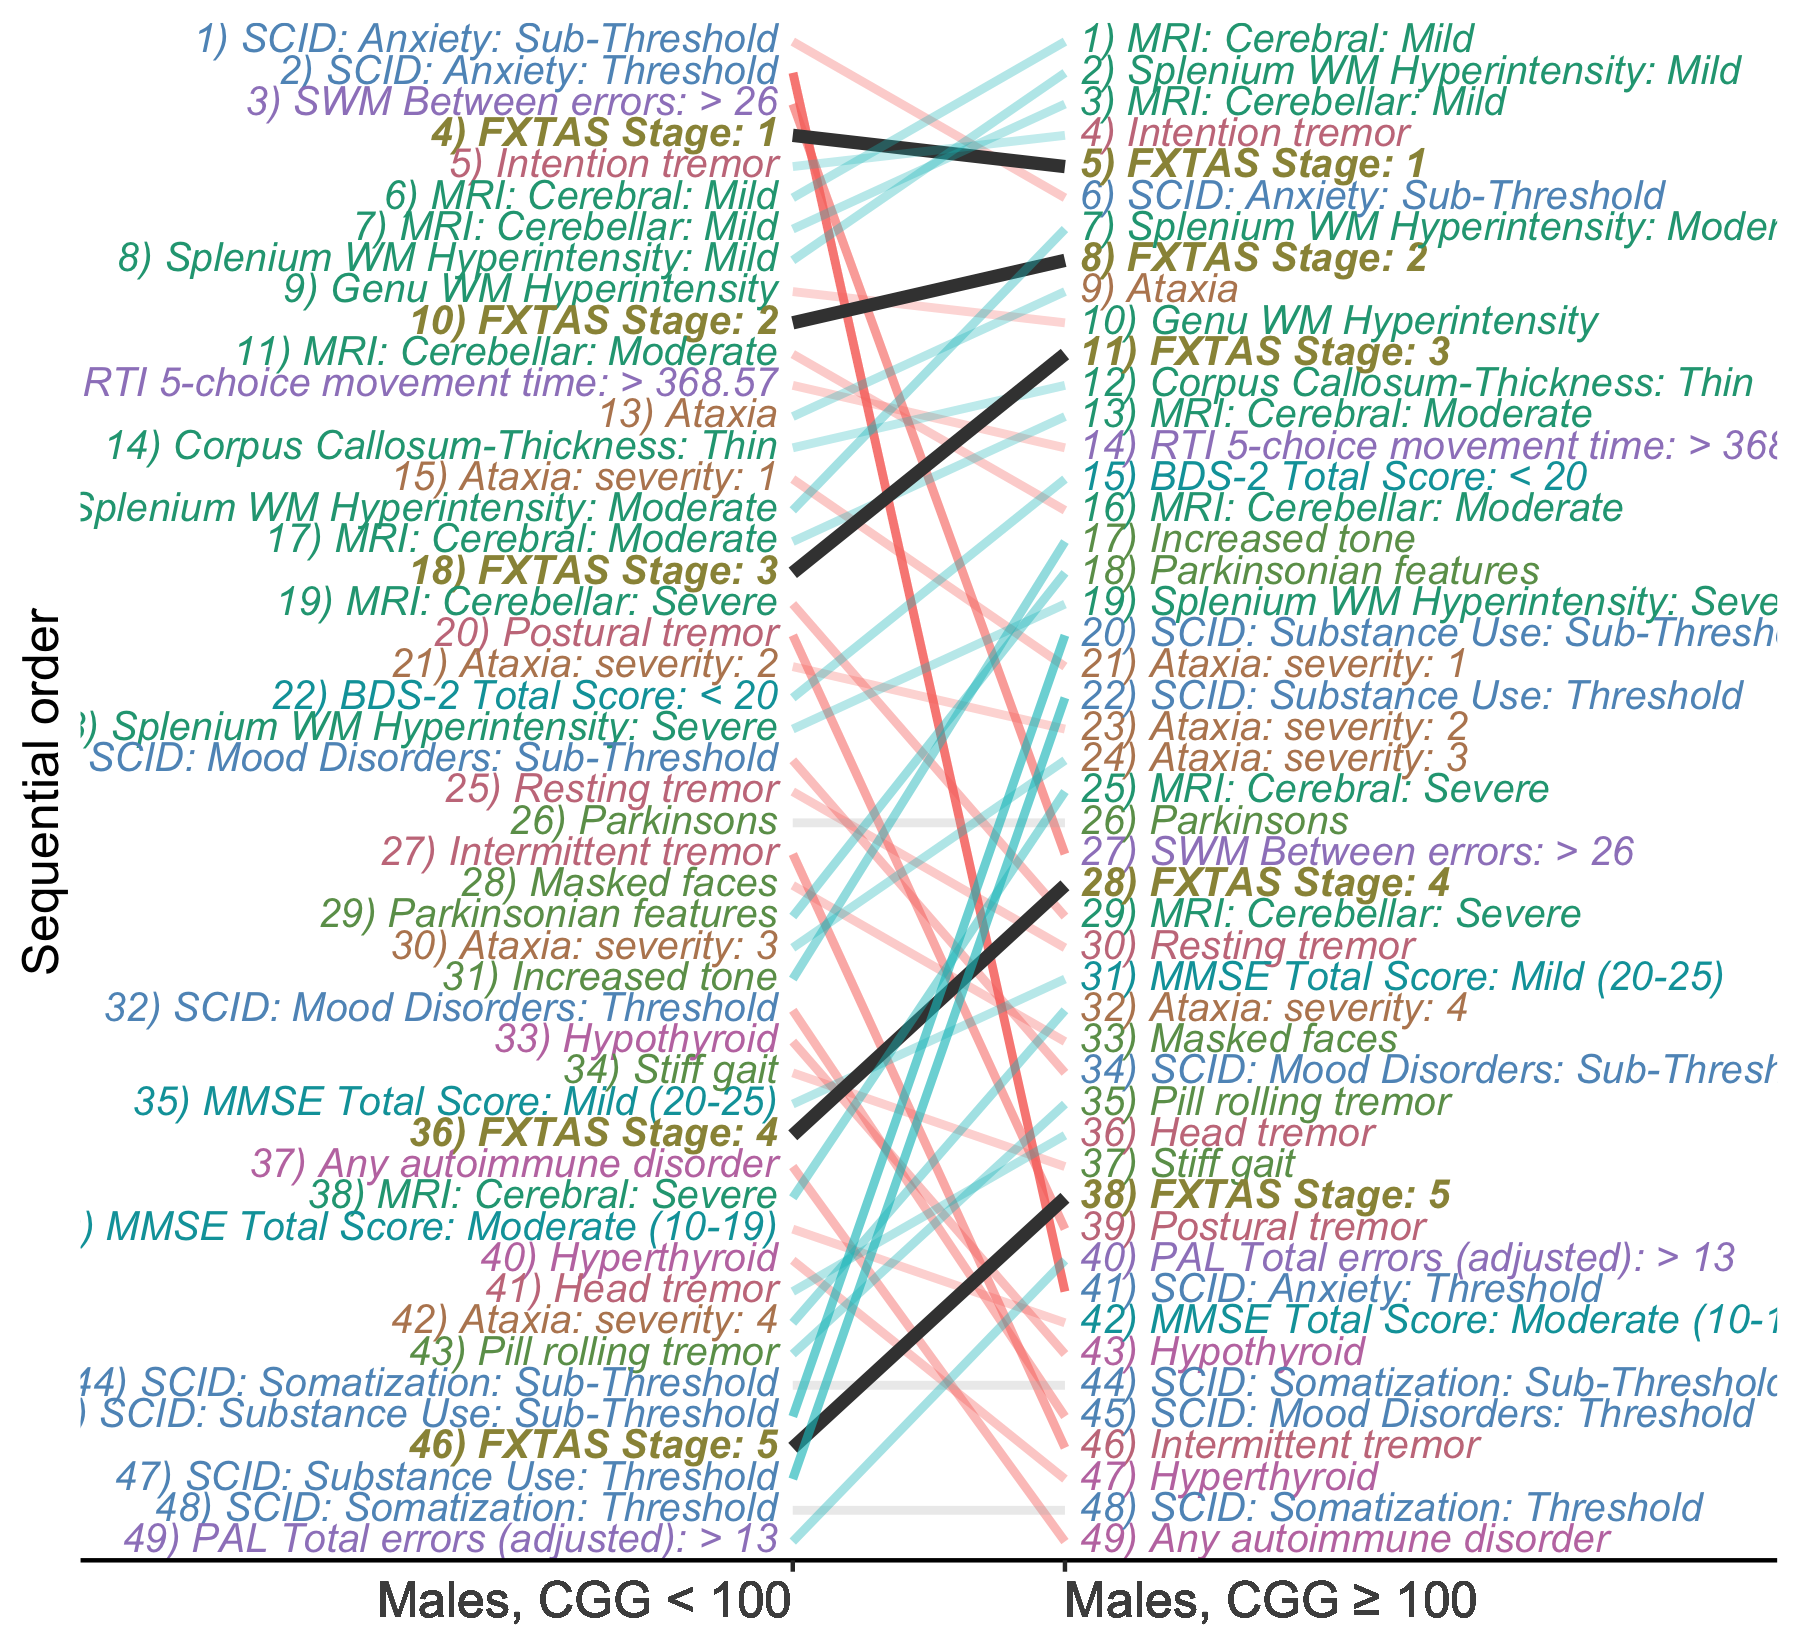 Sequential order
1) SCID: Anxiety: Sub-Threshold
2) SCID: Anxiety: Threshold
3) SWM Between errors: > 26
4) FXTAS Stage: 1
5) Intention tremor
6) MRI: Cerebral: Mild
7) MRI: Cerebellar: Mild
8) Splenium WM Hyperintensity: Mild
9) Genu WM Hyperintensity
10) FXTAS Stage: 2
11) MRI: Cerebellar: Moderate
RTI 5-choice movement time: > 368.57
13) Ataxia
14) Corpus Callosum-Thickness: Thin
15) Ataxia: severity: 1
Splenium WM Hyperintensity: Moderate
17) MRI: Cerebral: Moderate
18) FXTAS Stage: 3
19) MRI: Cerebellar: Severe
20) Postural tremor
21) Ataxia: severity: 2
22) BDS-2 Total Score: < 20
) Splenium WM Hyperintensity: Severe
SCID: Mood Disorders: Sub-Threshold
25) Resting tremor
26) Parkinsons
27) Intermittent tremor
28) Masked faces
29) Parkinsonian features
30) Ataxia: severity: 3
31) Increased tone
32) SCID: Mood Disorders: Threshold
33) Hypothyroid
34) Stiff gait
35) MMSE Total Score: Mild (20-25)
36) FXTAS Stage: 4
37) Any autoimmune disorder
38) MRI: Cerebral: Severe
) MMSE Total Score: Moderate (10-19)
40) Hyperthyroid
41) Head tremor
42) Ataxia: severity: 4
43) Pill rolling tremor
44) SCID: Somatization: Sub-Threshold
) SCID: Substance Use: Sub-Threshold
46) FXTAS Stage: 5
47) SCID: Substance Use: Threshold
48) SCID: Somatization: Threshold
49) PAL Total errors (adjusted): > 13
Males, CGG < 100
1) MRI: Cerebral: Mild
2) Splenium WM Hyperintensity: Mild
3) MRI: Cerebellar: Mild
4) Intention tremor
5) FXTAS Stage: 1
6) SCID: Anxiety: Sub-Threshold
7) Splenium WM Hyperintensity: Moder
8) FXTAS Stage: 2
9) Ataxia
10) Genu WM Hyperintensity
11) FXTAS Stage: 3
12) Corpus Callosum-Thickness: Thin
13) MRI: Cerebral: Moderate
14) RTI 5-choice movement time: > 368
15) BDS-2 Total Score: < 20
16) MRI: Cerebellar: Moderate
17) Increased tone
18) Parkinsonian features
19) Splenium WM Hyperintensity: Seve
20) SCID: Substance Use: Sub-Thresh
21) Ataxia: severity: 1
22) SCID: Substance Use: Threshold
23) Ataxia: severity: 2
24) Ataxia: severity: 3
25) MRI: Cerebral: Severe
26) Parkinsons
27) SWM Between errors: > 26
28) FXTAS Stage: 4
29) MRI: Cerebellar: Severe
30) Resting tremor
31) MMSE Total Score: Mild (20-25)
32) Ataxia: severity: 4
33) Masked faces
34) SCID: Mood Disorders: Sub-Thresh
35) Pill rolling tremor
36) Head tremor
37) Stiff gait
38) FXTAS Stage: 5
39) Postural tremor
40) PAL Total errors (adjusted): > 13
41) SCID: Anxiety: Threshold
42) MMSE Total Score: Moderate (10-1
43) Hypothyroid
44) SCID: Somatization: Sub-Threshold
45) SCID: Mood Disorders: Threshold
46) Intermittent tremor
47) Hyperthyroid
48) SCID: Somatization: Threshold
49) Any autoimmune disorder
Males, CGG ≥ 100